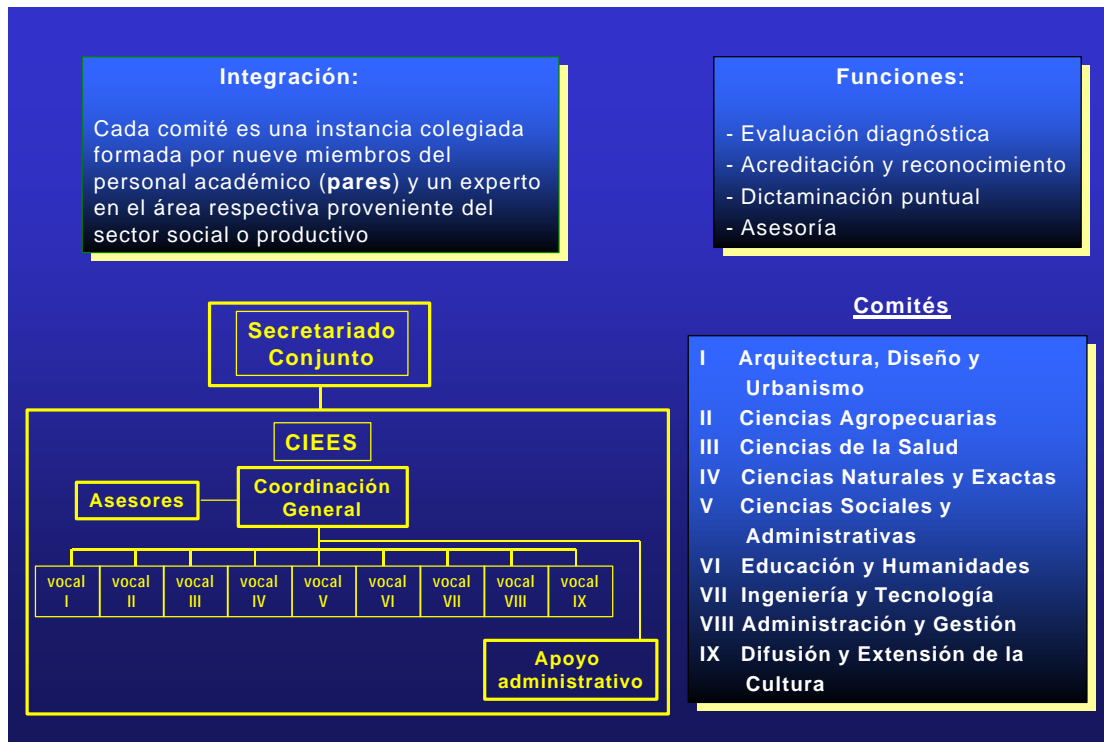 Integración:
Cada comité es una instancia colegiada
formada por nueve miembros del
personal académico (pares) y un experto
en el área respectiva proveniente del
sector social o productivo
Funciones:
- Evaluación diagnóstica
- Acreditación y reconocimiento
- Dictaminación puntual
- Asesoría
Secretariado
Conjunto
CIEES
Asesores
Coordinación
General
vocal
I
vocal
II
vocal
III
vocal
IV
vocal
V
vocal
VI
vocal
VII
vocal
VIII
vocal
IX
Apoyo
administrativo
Comités
I Arquitectura, Diseño y
Urbanismo
II Ciencias Agropecuarias
III Ciencias de la Salud
IV Ciencias Naturales y Exactas
V Ciencias Sociales y
Administrativas
VI Educación y Humanidades
VII Ingeniería y Tecnología
VIII Administración y Gestión
IX Difusión y Extensión de la
Cultura